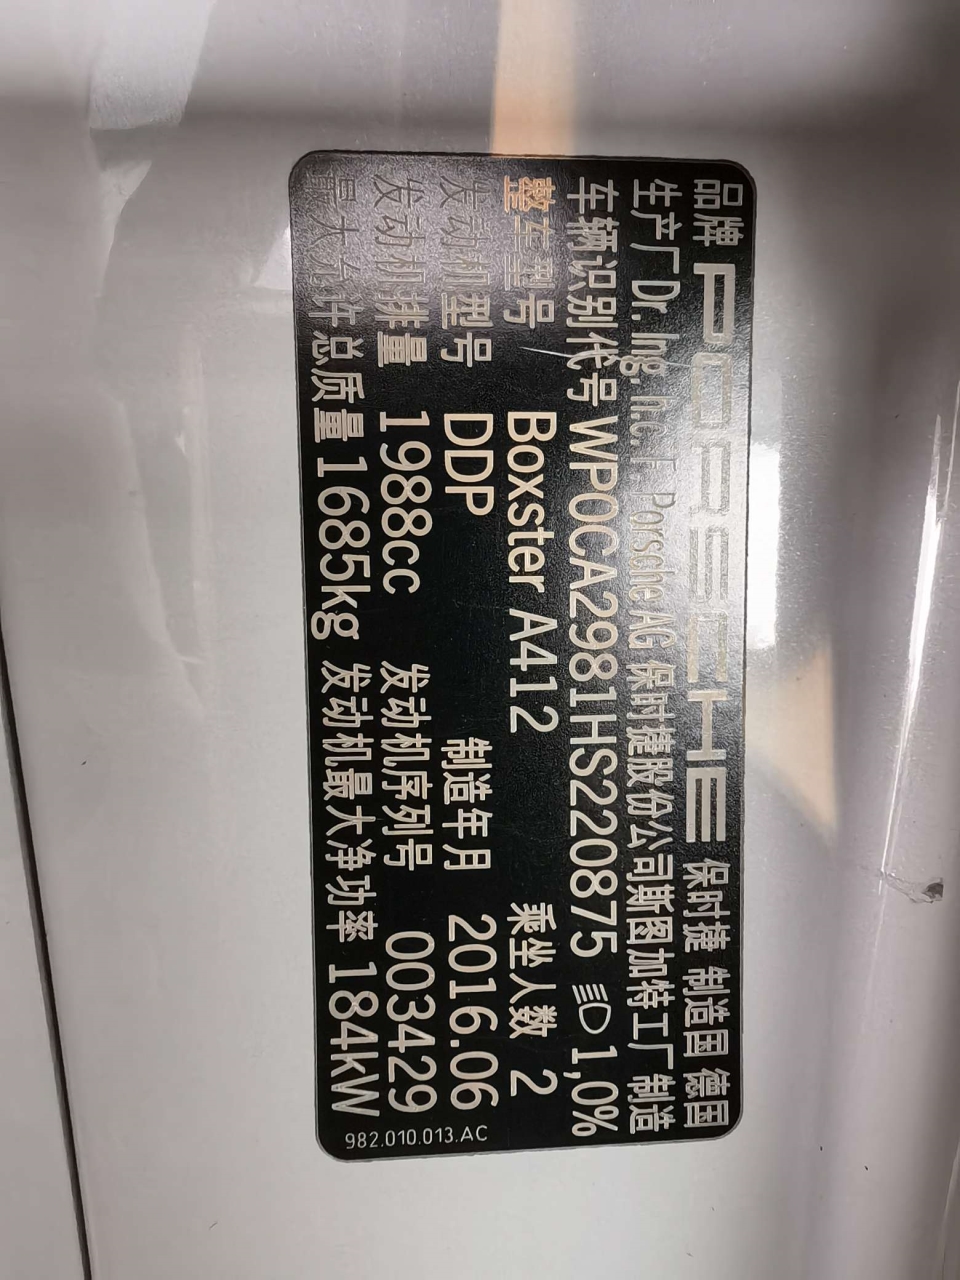 品牌 PORSCHE 保时捷 制造国 德国
生产厂 Dr. Ing. h.c. F. Porsche AG 保时捷股份公司斯图加特工厂 制造
车辆识别代号 WP0CA2981HS220875 1,0%
整车型号 Boxster A412 乘坐人数 2
发动机型号 DDP 制造年月 2016.06
发动机排量 1988cc 发动机序列号 003429
最大允许总质量 1685kg 发动机最大净功率 184kW
982.010.013.AC